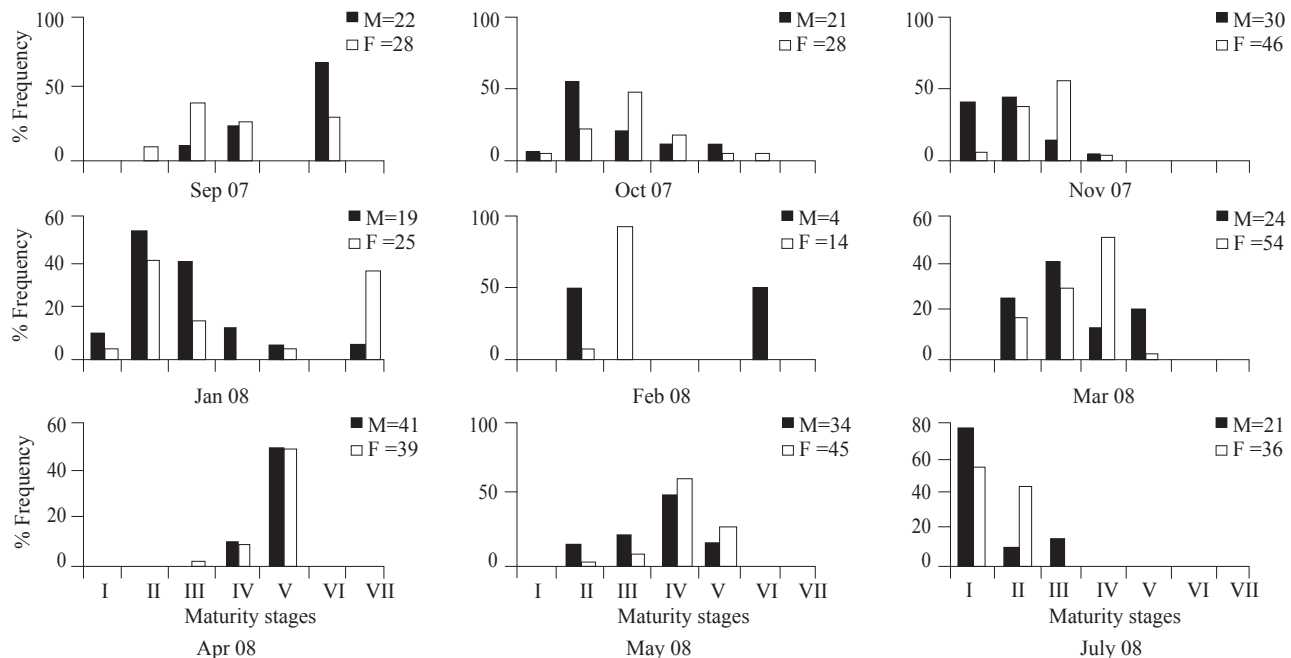 % Frequency
100
50
0
M=22
F =28
Sep 07
100
50
0
M=21
F =28
Oct 07
100
50
0
M=30
F =46
Nov 07
% Frequency
60
40
20
0
M=19
F =25
Jan 08
100
50
0
M=4
F =14
Feb 08
60
40
20
0
M=24
F =54
Mar 08
% Frequency
60
40
20
0
M=41
F =39
I II III IV V VI VII
Maturity stages
Apr 08
100
50
0
M=34
F =45
I II III IV V VI VII
Maturity stages
May 08
80
60
40
20
0
M=21
F =36
I II III IV V VI VII
Maturity stages
July 08